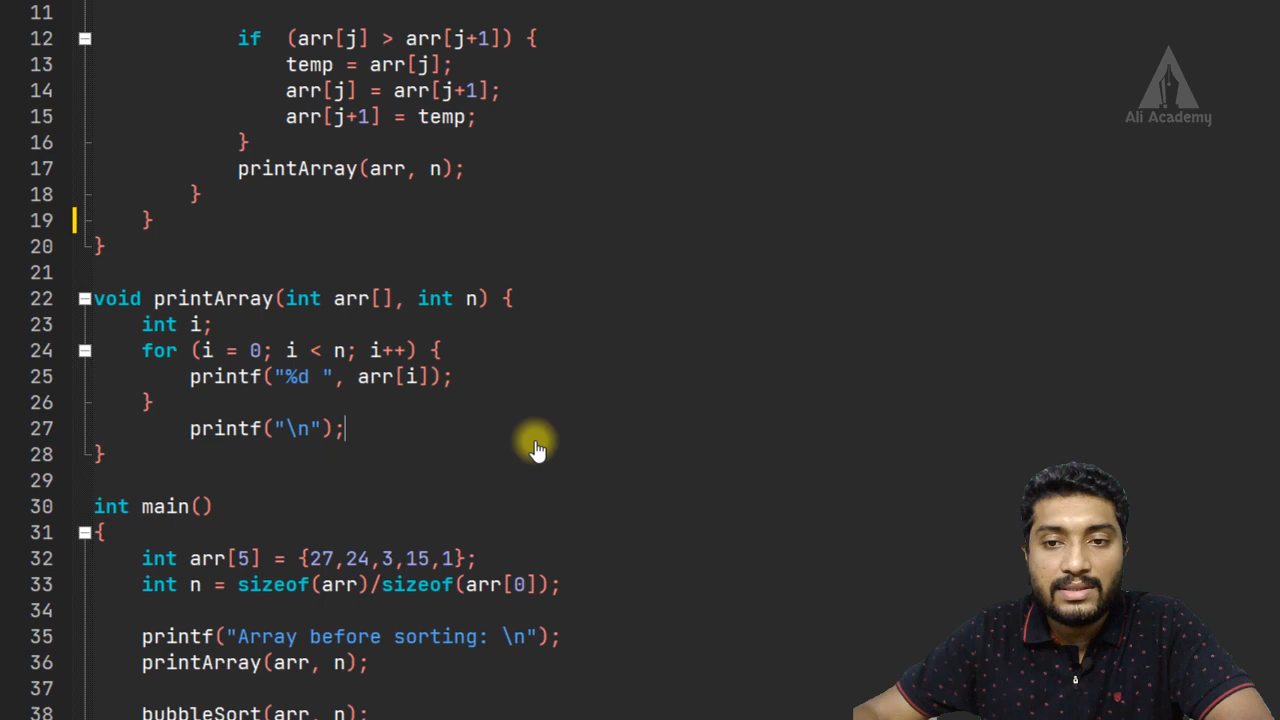 11
12 if (arr[j] > arr[j+1]) {
13 temp = arr[j];
14 arr[j] = arr[j+1];
15 arr[j+1] = temp;
16 }
17 printArray(arr, n);
18 }
19 }
20 }
21
22 void printArray(int arr[], int n) {
23 int i;
24 for (i = 0; i < n; i++) {
25 printf("%d ", arr[i]);
26 }
27 printf("\n");
28 }
29
30 int main()
31 {
32 int arr[5] = {27,24,3,15,1};
33 int n = sizeof(arr)/sizeof(arr[0]);
34
35 printf("Array before sorting: \n");
36 printArray(arr, n);
37
38 bubbleSort(arr, n);
Ali Academy